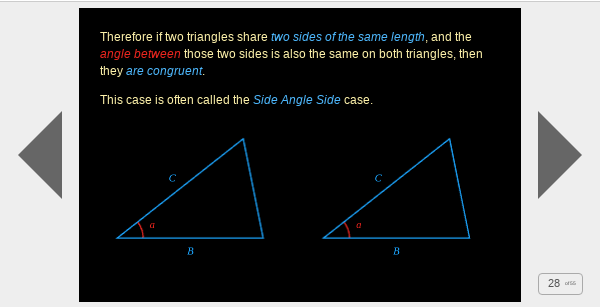 Therefore if two triangles share two sides of the same length, and the
angle between those two sides is also the same on both triangles, then
they are congruent.
This case is often called the Side Angle Side case.
C
C
a
a
B
B
28 of 55